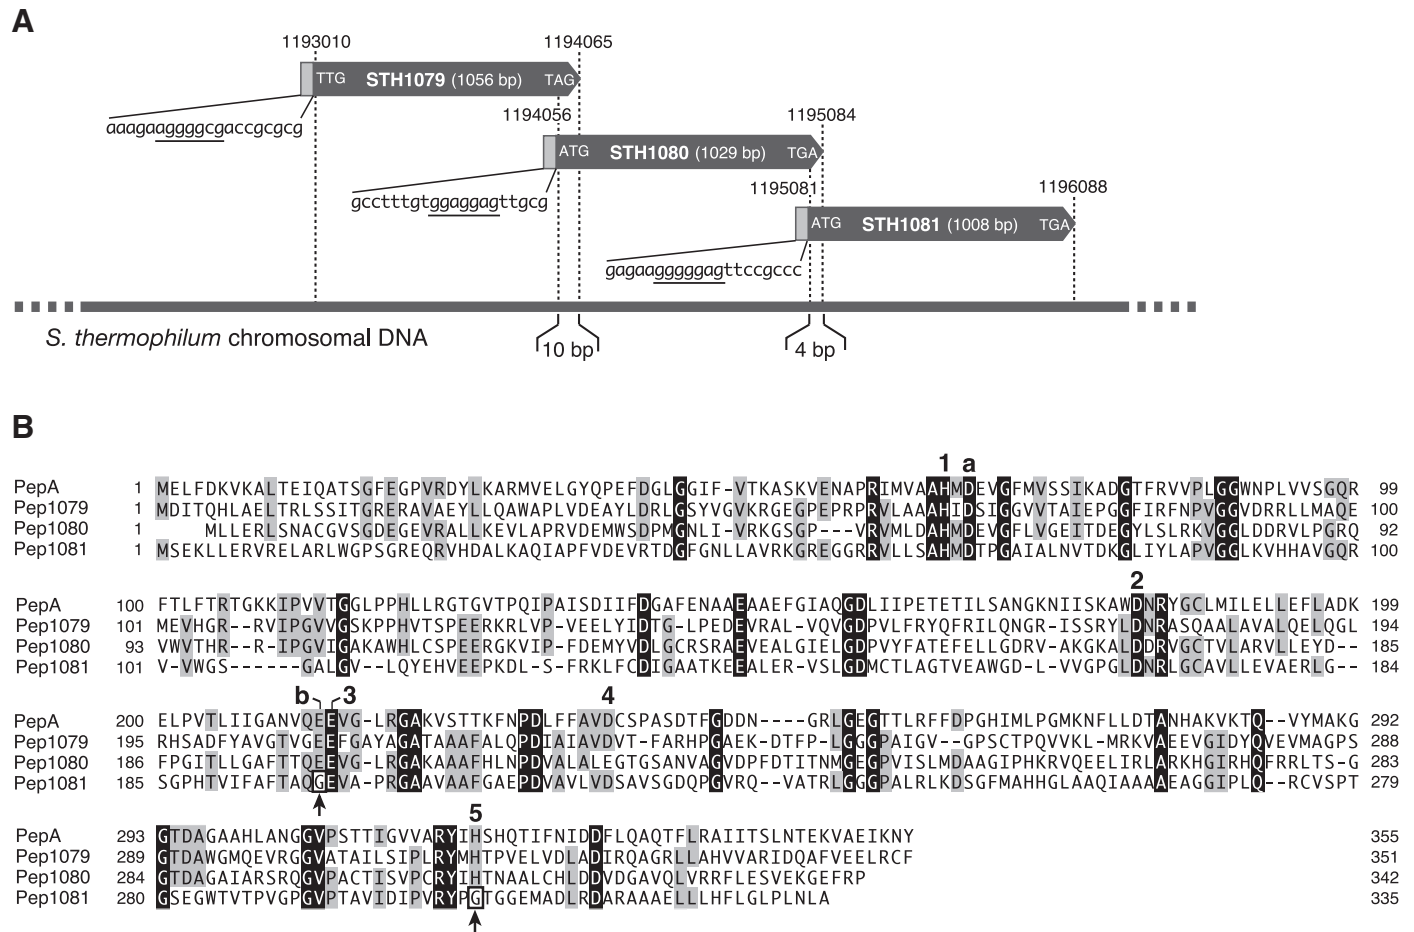 A
1193010 1194065
TTG STH1079 (1056 bp) TAG
1194056 1195084
aaagaaggggcgaccgcgcg
ATG STH1080 (1029 bp) TGA
1195081 1196088
gcctttgtggaggagttgcg
ATG STH1081 (1008 bp) TGA
gagaagggggagttccgccc
S. thermophilum chromosomal DNA
10 bp 4 bp
B
1 a
PepA 1 MELFDKVKALTEIQATSGFEGPVRDYLKARMVELGYQPEFDGLGGIF-VTKASKVENAPRIMVAAHMDEVGFMVSSIKADGTFRVVPLGGWNPLVVSGQR 99
Pep1079 1 MDITQHLAELTRLSSITGRERAVAEYLLQAWAPLVDEAYLDRLGSYVGVKRGEGPEPRPRVLAAAHIDSIGGVVTAIEPGGFIRFNPVGGVDRRLLMAQE 100
Pep1080 1 MLLERLSNACGVSGDEGEVRALLKEVLAPRVDEMWSDPMGNLI-VRKGSGP---VRVMLDAHMDEVGFLVGEITDEGYLSLRKVGGLDDRVLPGRQ 92
Pep1081 1 MSEKLLERVRELARLWGPSGREQRVHDALKAQIAPFVDEVRTDGFGNLLAVRKGREGGRRVLLSAHMDTPGAIALNVTDKGLIYLAPVGGLKVHHAVGQR 100
2
PepA 100 FTLFTRTGKKIPVVTGGLPPHLLRGTGVTPQIPAISDIIFDGAFENAAEAAEFGIAQGDLIIPETETILSANGKNIISKAWDNRYGCLMILELLEFLADK 199
Pep1079 101 MEVHGR--RVIPGVVGSKPPHVTSPEERKRLVP-VEELYIDTG-LPEDEVRAL-VQVGDPVLFRYQFRILQNGR-ISSRYLDNRASQAALAVALQELQGL 194
Pep1080 93 VWVTHR--R-IPGVIGAKAWHLCSPEERGKVIP-FDEMYVDLGCRSRAEVEALGIELGDPVYFATEFELLGDRV-AKGKALDDRVGCTVLARVLLEYD-- 185
Pep1081 101 V-VWGS------GALGV--LQYEHVEEPKDL-S-FRKLFCDIGAATKEEALER-VSLGDMCTLAGTVEAWGD-L-VVGPGLDNRLGCAVLLEVAERLG-- 184
b 3 4
PepA 200 ELPVTLIIGANVQEEVG-LRGAKVSTTKFNPDLFFAVDCSPASDTFGDDN----GRLGEGTTLRFFDPGHIMLPGMKNFLLDTANHAKVKTQ--VYMAKG 292
Pep1079 195 RHSADFYAVGTVGEEFGAYAGATAAAFALQPDIAIAVDVT-FARHPGAEK-DTFP-LGGGPAIGV--GPSCTPQVVKL-MRKVAEEVGIDYQVEVMAGPS 288
Pep1080 186 FPGITLLGAFTTQEEVG-LRGAKAAAFHLNPDVALALEGTGSANVAGVDPFDTITNMGEGPVISLMDAAGIPHKRVQEELIRLARKHGIRHQFRRLTS-G 283
Pep1081 185 SGPHTVIFAFTAQGEVA-PRGAAVAAFGAEPDVALVDSAVSGDQPGVRQ--VATRLGGGPALRLKDSGFMAHHGLAAQIAAAAEAGGIPLQ--RCVSPT 279
5
PepA 293 GTDAGAAHLANGGVPSTTIGVVARYIHSHQTIFNIDDFLQAQTFLRAIITSLNTEKVAEIKNY 355
Pep1079 289 GTDAWGMQEVRGGVATAILSIPLRYMHTPVELVDLADIRQAGRLLAHVVARIDQAFVEELRCF 351
Pep1080 284 GTDAGAIARSRQGVPACTISVPCRYIHTNAALCHLDDVDGAVQLVRRFLESVEKGEFRP 342
Pep1081 280 GSEGWTVTPVGPGVPTAVIDIPVRYPGTGGEMADLRDARAAAELLLHFLGLPLNLA 335